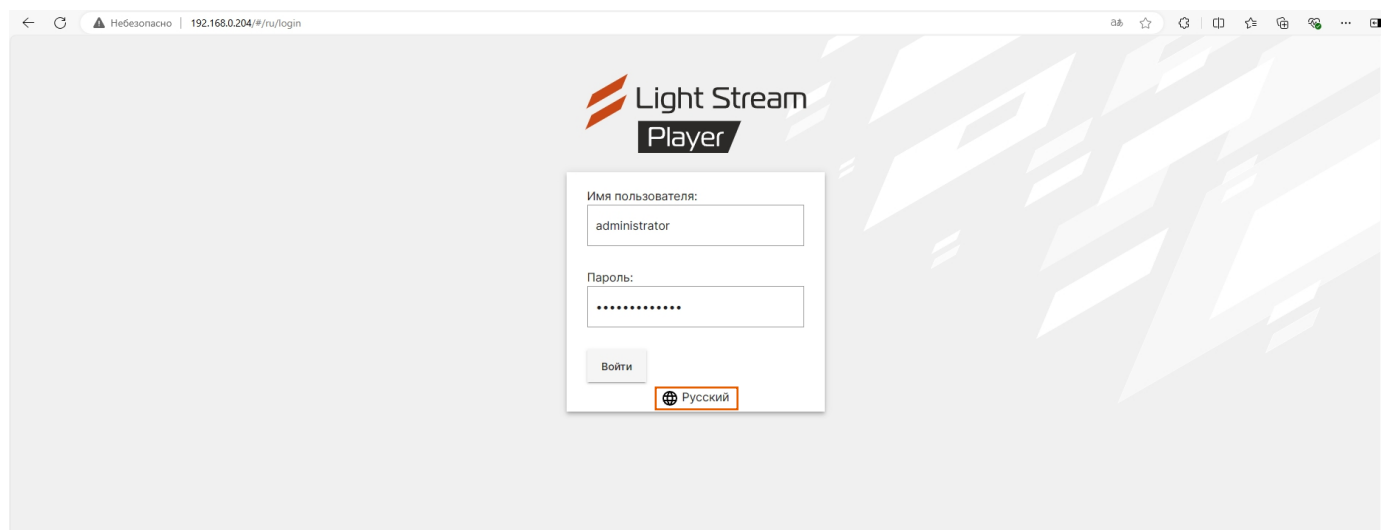 Небезопасно | 192.168.0.204/#/ru/login
Light Stream
Player
Имя пользователя:
administrator
Пароль:
•••••••••••••
Войти
Русский